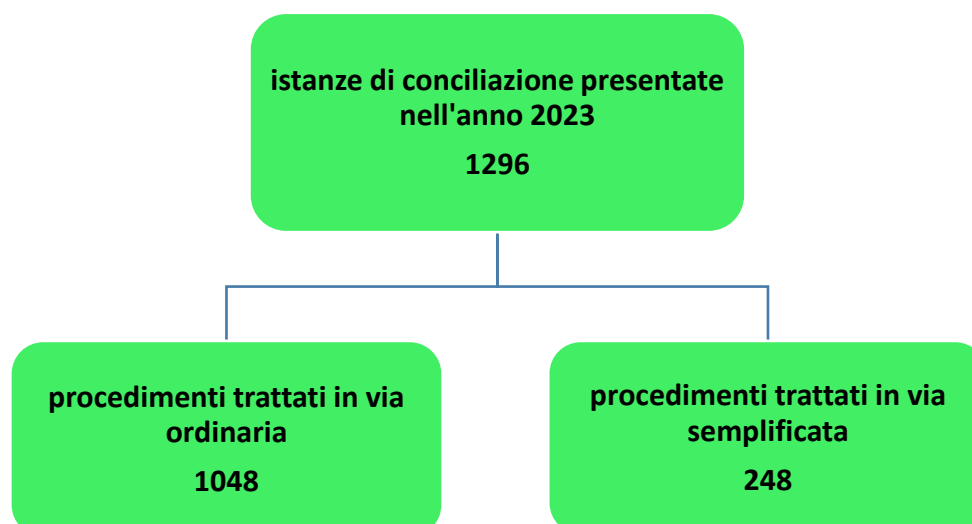 istanze di conciliazione presentate
nell'anno 2023
1296
procedimenti trattati in via
ordinaria
1048
procedimenti trattati in via
semplificata
248